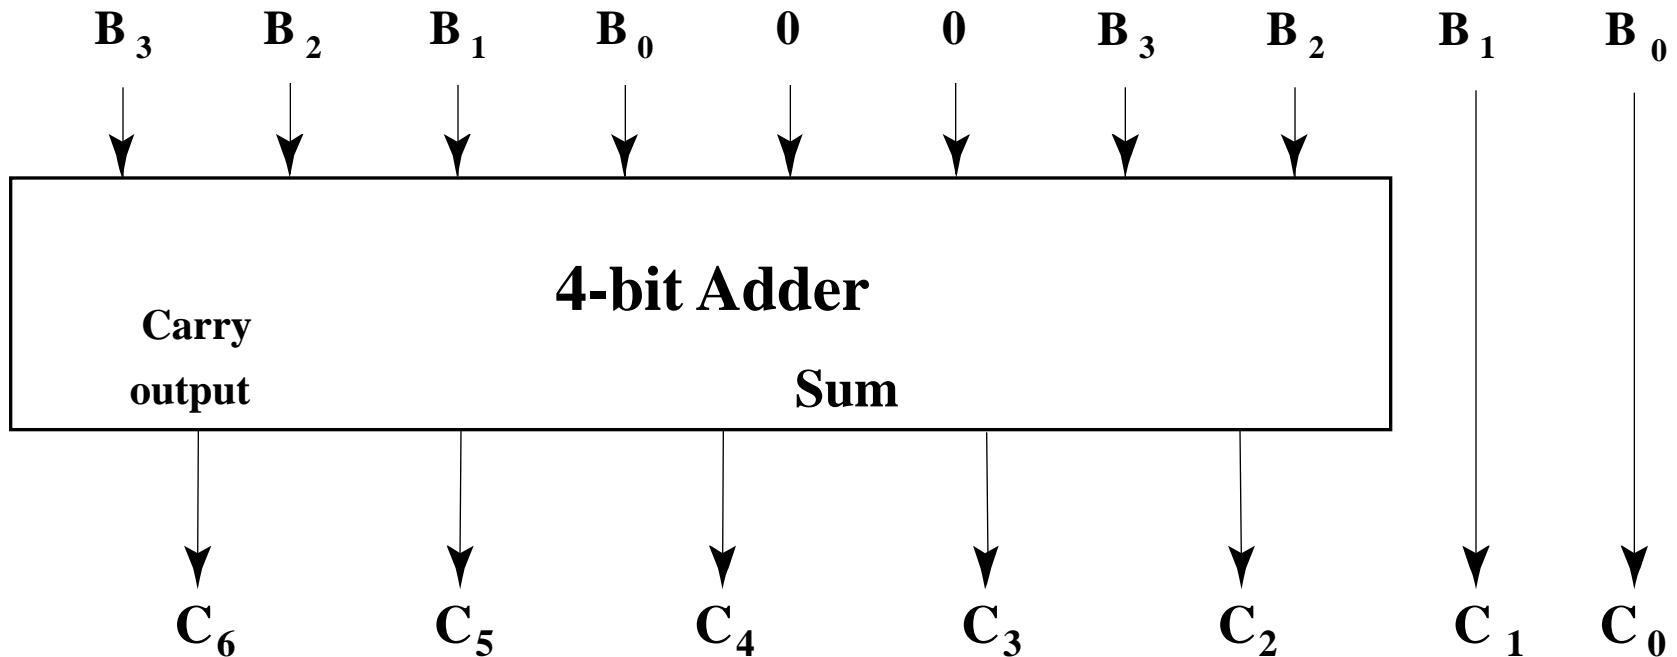 B3 B2 B1 B0 0 0 B3 B2 B1 B0
4-bit Adder
Carry
output
Sum
C6 C5 C4 C3 C2 C1 C0